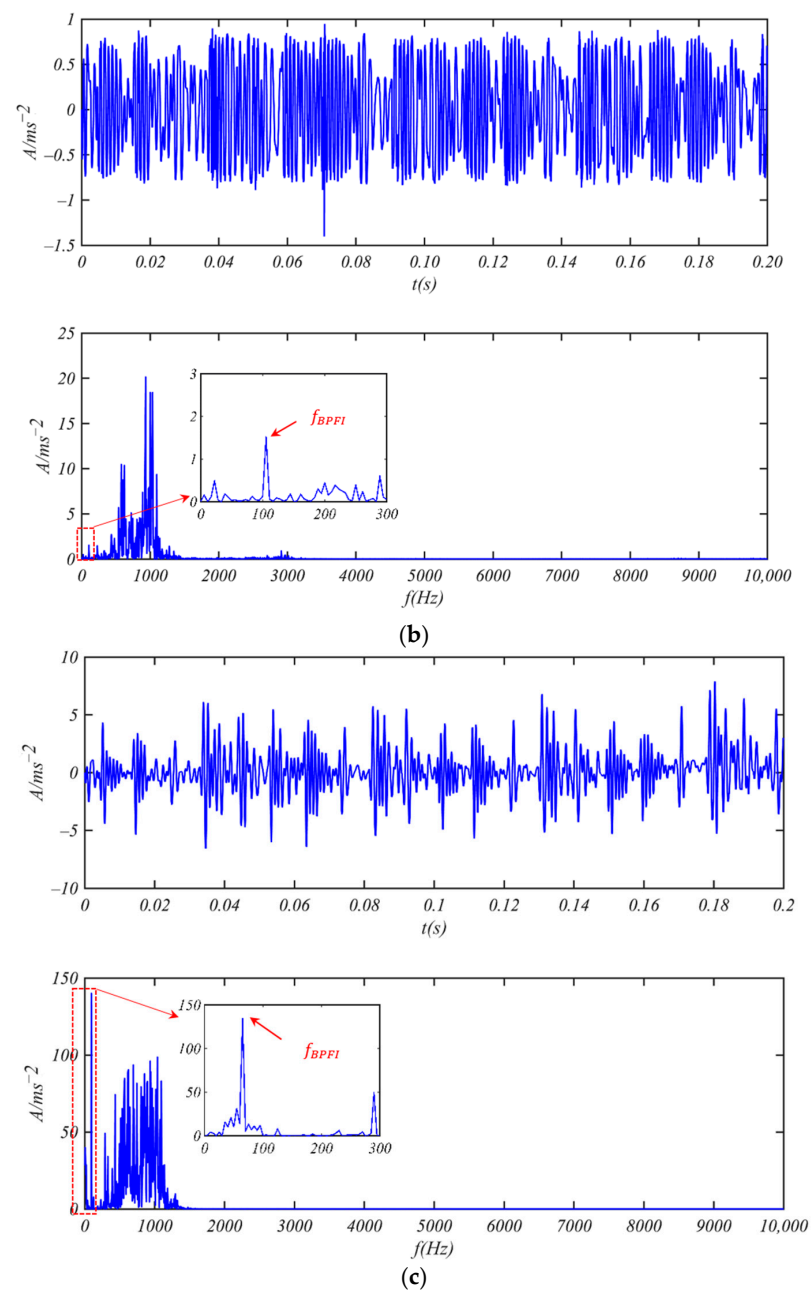 1
0.5
0
−0.5
−1
−1.5
A/ms−2
0 0.02 0.04 0.06 0.08 0.10 0.12 0.14 0.16 0.18 0.20
t(s)
25
20
15
10
5
0
A/ms−2
3
2
1
0
0 100 200 300
fBPFI
0 1000 2000 3000 4000 5000 6000 7000 8000 9000 10,000
f(Hz)
(b)
10
5
0
−5
−10
A/ms−2
0 0.02 0.04 0.06 0.08 0.1 0.12 0.14 0.16 0.18 0.2
t(s)
150
100
50
0
A/ms−2
150
100
50
0
0 100 200 300
fBPFI
0 1000 2000 3000 4000 5000 6000 7000 8000 9000 10,000
f(Hz)
(c)